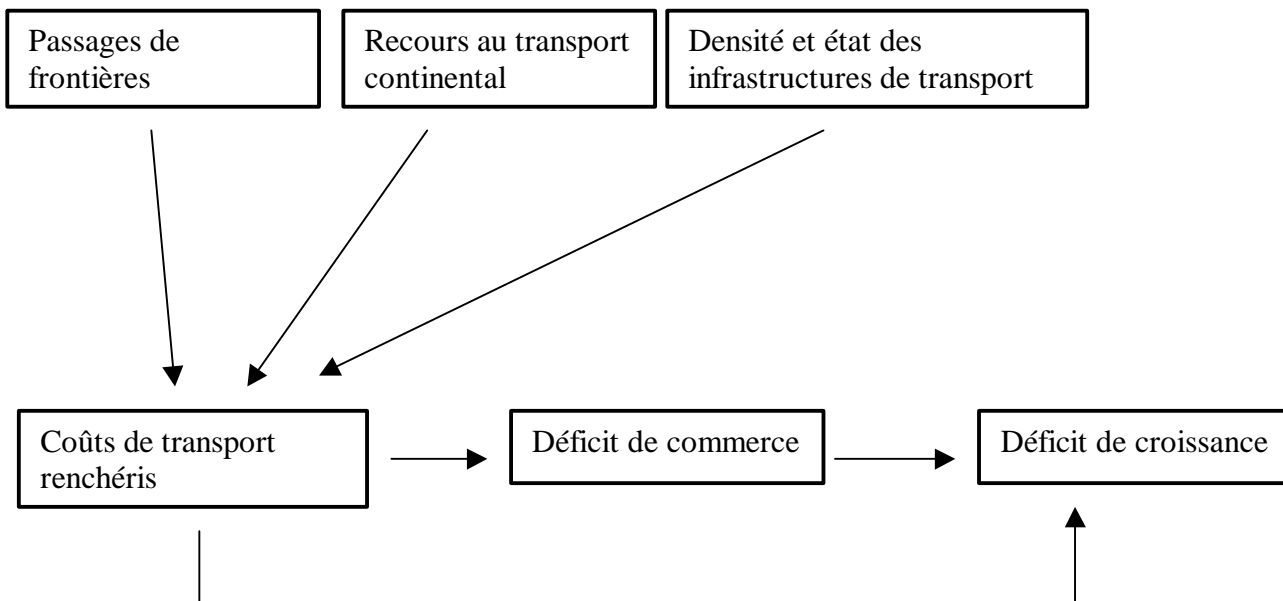 Passages de
frontières
Recours au transport
continental
Densité et état des
infrastructures de transport
Coûts de transport
renchéris
Déficit de commerce
Déficit de croissance